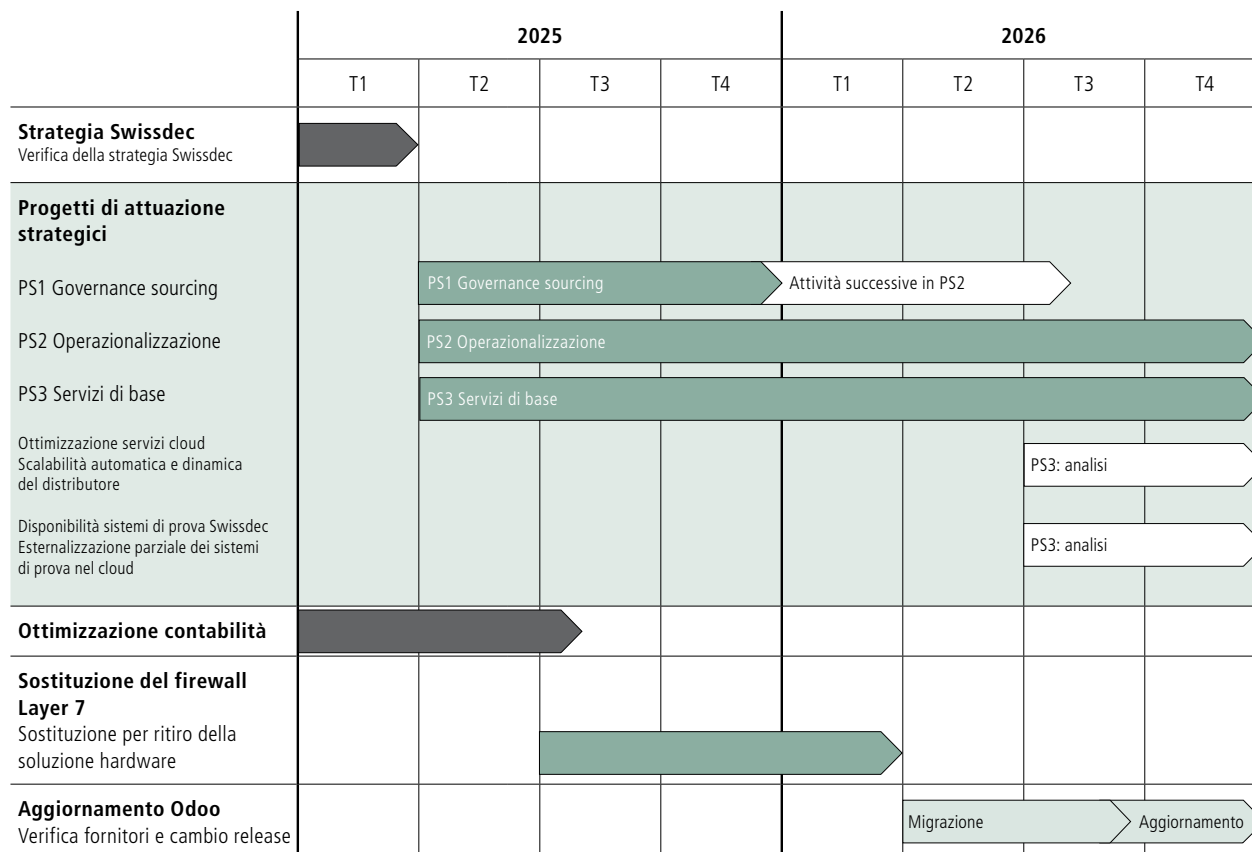 2025
2026
T1
T2
T3
T4
T1
T2
T3
T4
Strategia Swissdec
Verifica della strategia Swissdec
Progetti di attuazione
strategici
PS1 Governance sourcing
PS1 Governance sourcing
Attività successive in PS2
PS2 Operazionalizzazione
PS2 Operazionalizzazione
PS3 Servizi di base
PS3 Servizi di base
Ottimizzazione servizi cloud
Scalabilità automatica e dinamica
del distributore
PS3: analisi
Disponibilità sistemi di prova Swissdec
Esternalizzazione parziale dei sistemi
di prova nel cloud
PS3: analisi
Ottimizzazione contabilità
Sostituzione del firewall
Layer 7
Sostituzione per ritiro della
soluzione hardware
Aggiornamento Odoo
Verifica fornitori e cambio release
Migrazione
Aggiornamento